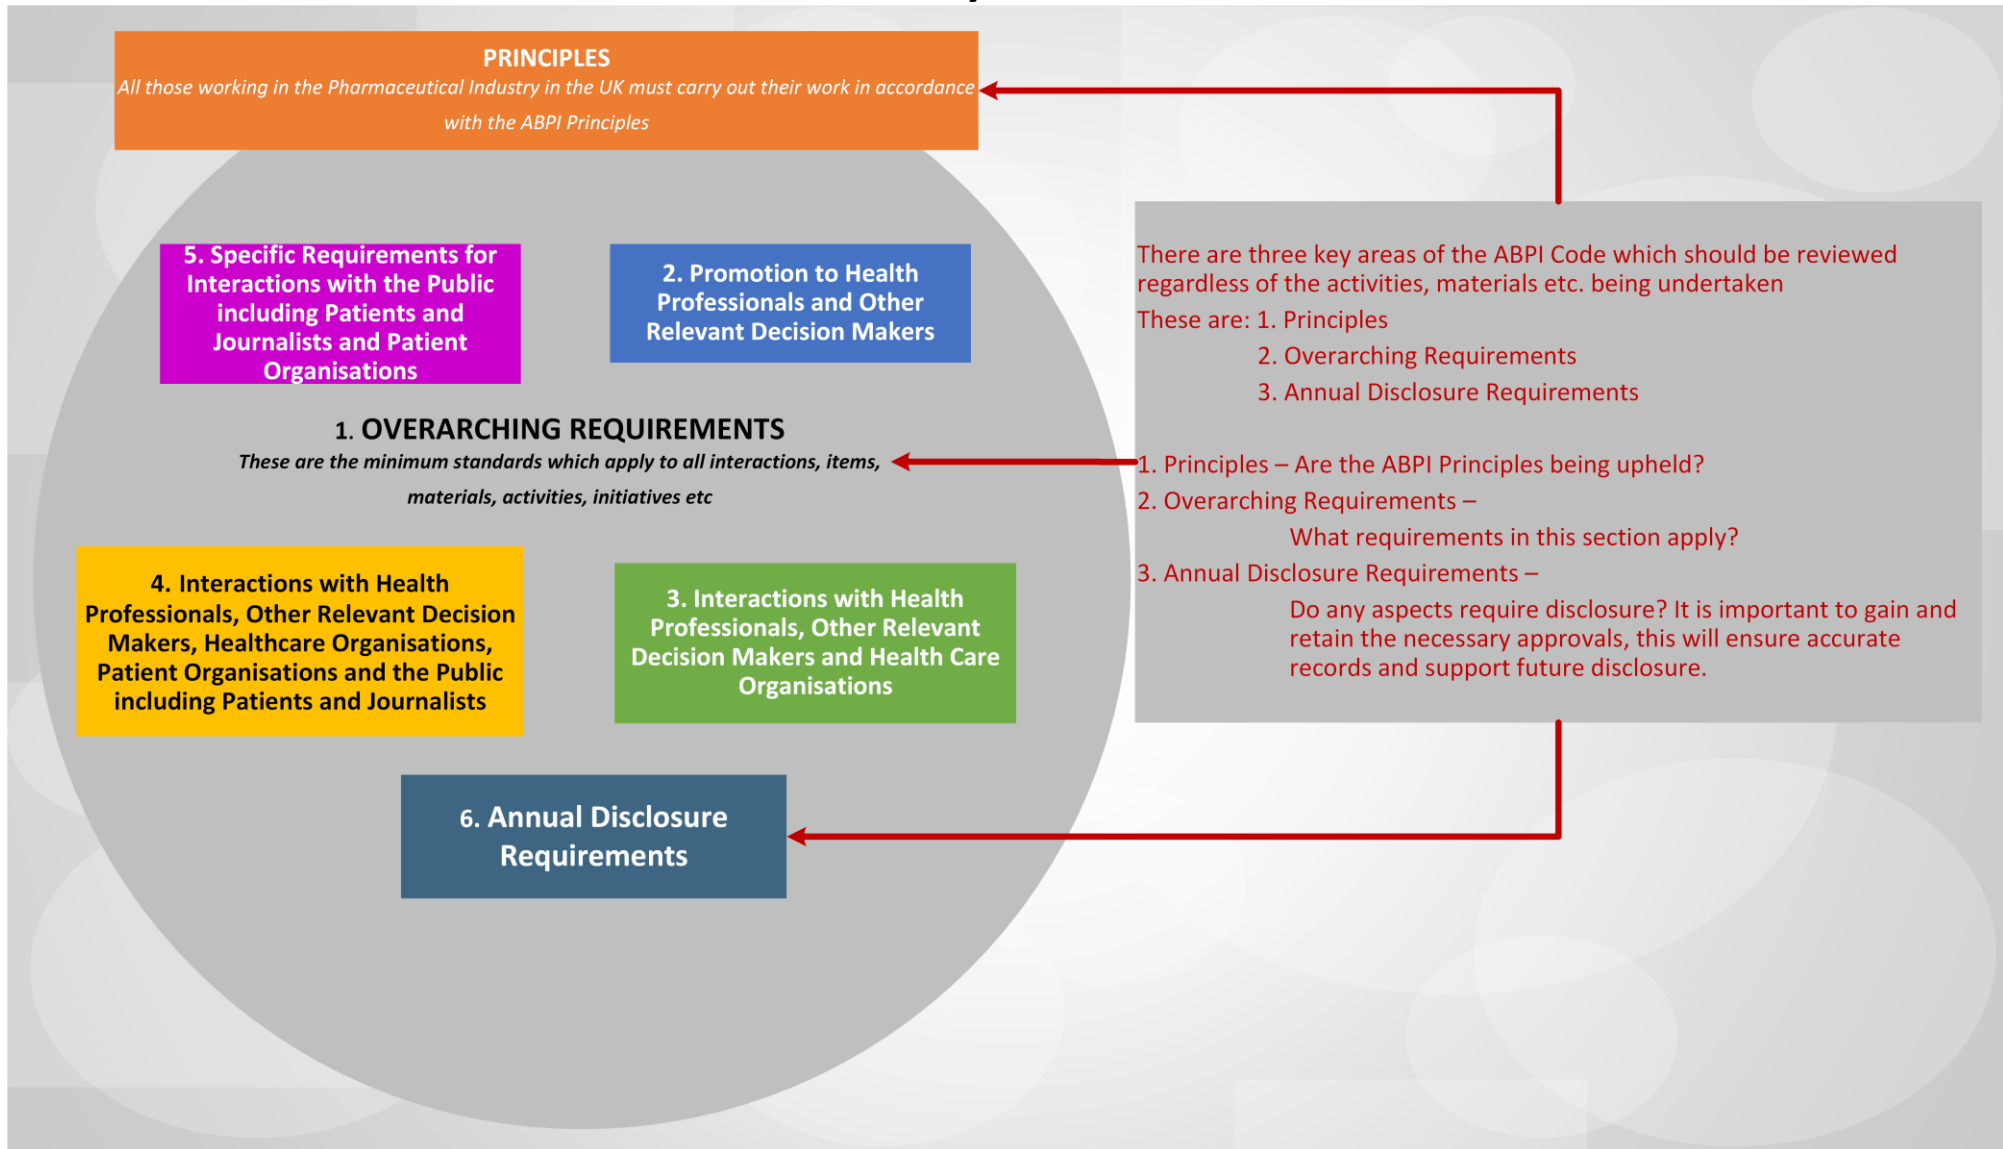 PRINCIPLES
All those working in the Pharmaceutical Industry in the UK must carry out their work in accordance
with the ABPI Principles
5. Specific Requirements for
Interactions with the Public
including Patients and
Journalists and Patient
Organisations
2. Promotion to Health
Professionals and Other
Relevant Decision Makers
1. OVERARCHING REQUIREMENTS
These are the minimum standards which apply to all interactions, items,
materials, activities, initiatives etc
4. Interactions with Health
Professionals, Other Relevant Decision
Makers, Healthcare Organisations,
Patient Organisations and the Public
including Patients and Journalists
3. Interactions with Health
Professionals, Other Relevant
Decision Makers and Health Care
Organisations
6. Annual Disclosure
Requirements
There are three key areas of the ABPI Code which should be reviewed
regardless of the activities, materials etc. being undertaken
These are: 1. Principles
2. Overarching Requirements
3. Annual Disclosure Requirements
1. Principles – Are the ABPI Principles being upheld?
2. Overarching Requirements –
What requirements in this section apply?
3. Annual Disclosure Requirements –
Do any aspects require disclosure? It is important to gain and
retain the necessary approvals, this will ensure accurate
records and support future disclosure.